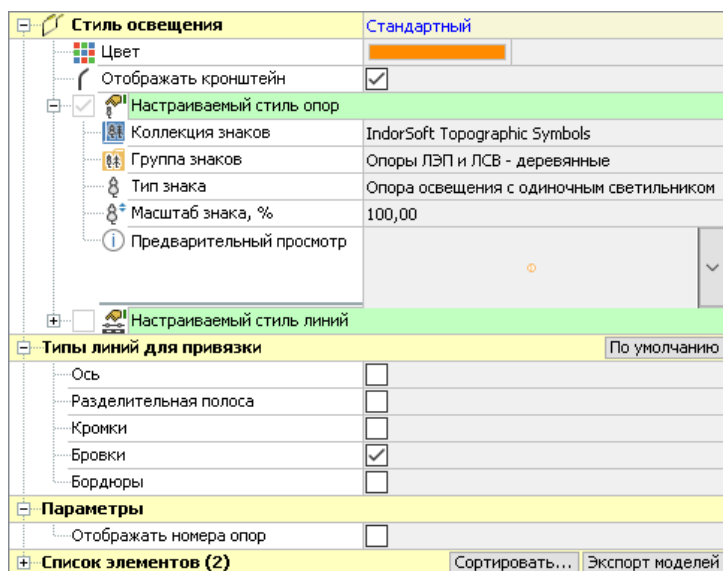 Стиль освещения Стандартный
Цвет
Отображать кронштейн
Настраиваемый стиль опор
Коллекция знаков IndorSoft Topographic Symbols
Группа знаков Опоры ЛЭП и ЛСВ - деревянные
Тип знака Опора освещения с одиночным светильником
Масштаб знака, % 100,00
Предварительный просмотр
Настраиваемый стиль линий
Типы линий для привязки По умолчанию
Ось
Разделительная полоса
Кромки
Бровки
Бордюры
Параметры
Отображать номера опор
Список элементов (2) Сортировать... Экспорт моделей